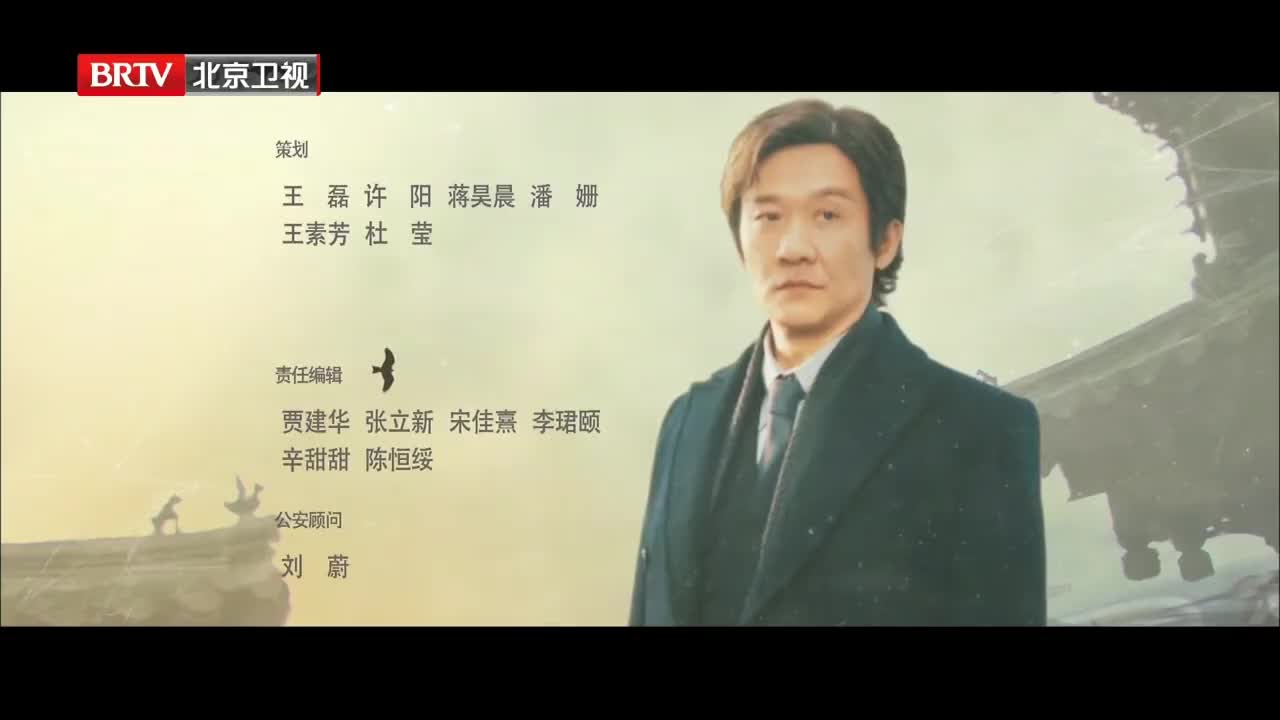 BRTV 北京卫视
策划
王 磊 许 阳 蒋昊晨 潘 姗
王素芳 杜 莹
责任编辑
贾建华 张立新 宋佳熹 李珺颐
辛甜甜 陈恒绥
公安顾问
刘 蔚